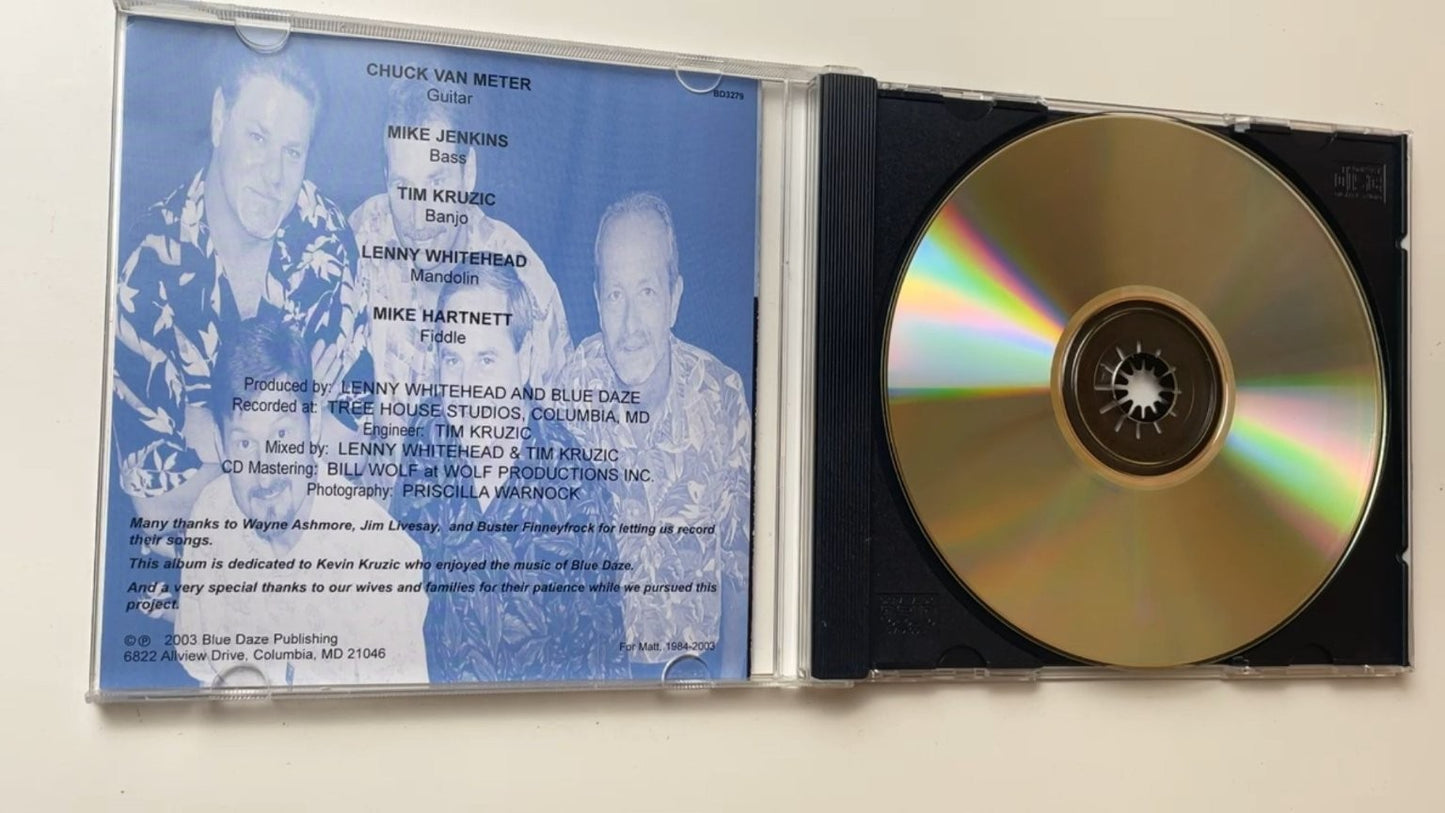 CHUCK VAN METER
Guitar
BD3279
MIKE JENKINS
Bass
TIM KRUZIC
Banjo
LENNY WHITEHEAD
Mandolin
MIKE HARTNETT
Fiddle
Produced by: LENNY WHITEHEAD AND BLUE DAZE
Recorded at: TREE HOUSE STUDIOS, COLUMBIA, MD
Engineer: TIM KRUZIC
Mixed by: LENNY WHITEHEAD & TIM KRUZIC
CD Mastering: BILL WOLF at WOLF PRODUCTIONS INC.
Photography: PRISCILLA WARNOCK
Many thanks to Wayne Ashmore, Jim Livesay, and Buster Finneyfrock for letting us record
their songs.
This album is dedicated to Kevin Kruzic who enjoyed the music of Blue Daze.
And a very special thanks to our wives and families for their patience while we pursued this
project.
©℗ 2003 Blue Daze Publishing
6822 Allview Drive, Columbia, MD 21046
For Matt, 1984-2003